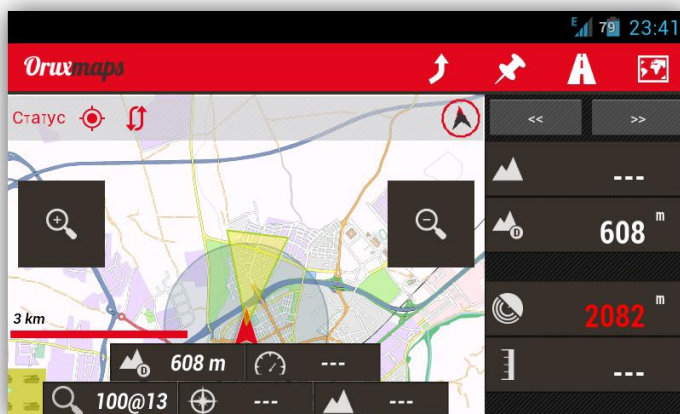 E 79 23:41
Oruxmaps
Статус
<< >>
---
608 m
3 km
2082 m
608 m ---
---
100@13 --- ---